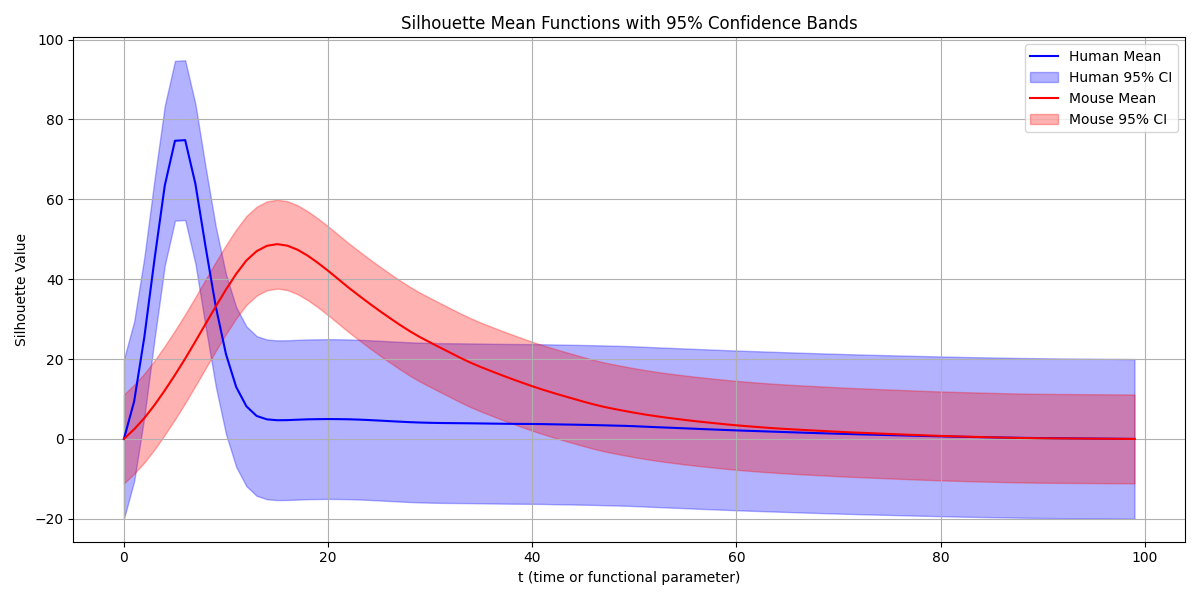 Silhouette Mean Functions with 95% Confidence Bands
Silhouette Value
100
80
60
40
20
0
−20
0
20
40
60
80
100
t (time or functional parameter)
Human Mean
Human 95% CI
Mouse Mean
Mouse 95% CI